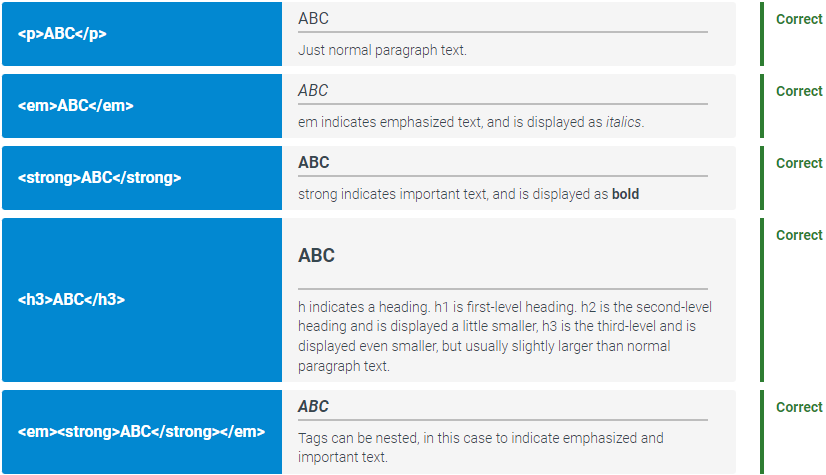 <p>ABC</p>
ABC
Just normal paragraph text.
Correct
<em>ABC</em>
ABC
em indicates emphasized text, and is displayed as italics.
Correct
<strong>ABC</strong>
ABC
strong indicates important text, and is displayed as bold
Correct
<h3>ABC</h3>
ABC
h indicates a heading. h1 is first-level heading. h2 is the second-level
heading and is displayed a little smaller, h3 is the third-level and is
displayed even smaller, but usually slightly larger than normal
paragraph text.
Correct
<em><strong>ABC</strong></em>
ABC
Tags can be nested, in this case to indicate emphasized and
important text.
Correct